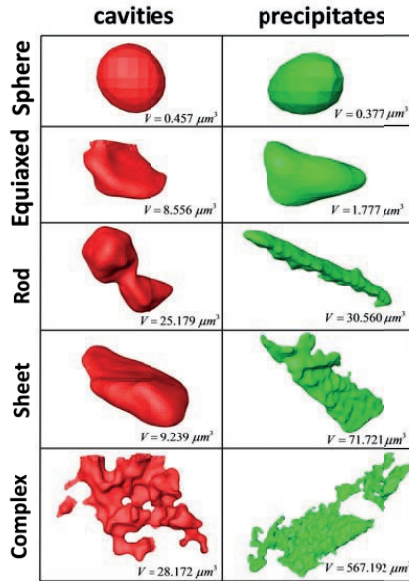 cavities precipitates
Sphere
V = 0.457 μm³ V = 0.377 μm³
Equiaxed
V = 8.556 μm³ V = 1.777 μm³
Rod
V = 25.179 μm³ V = 30.560 μm³
Sheet
V = 9.239 μm³ V = 71.721 μm³
Complex
V = 28.172 μm³ V = 567.192 μm³